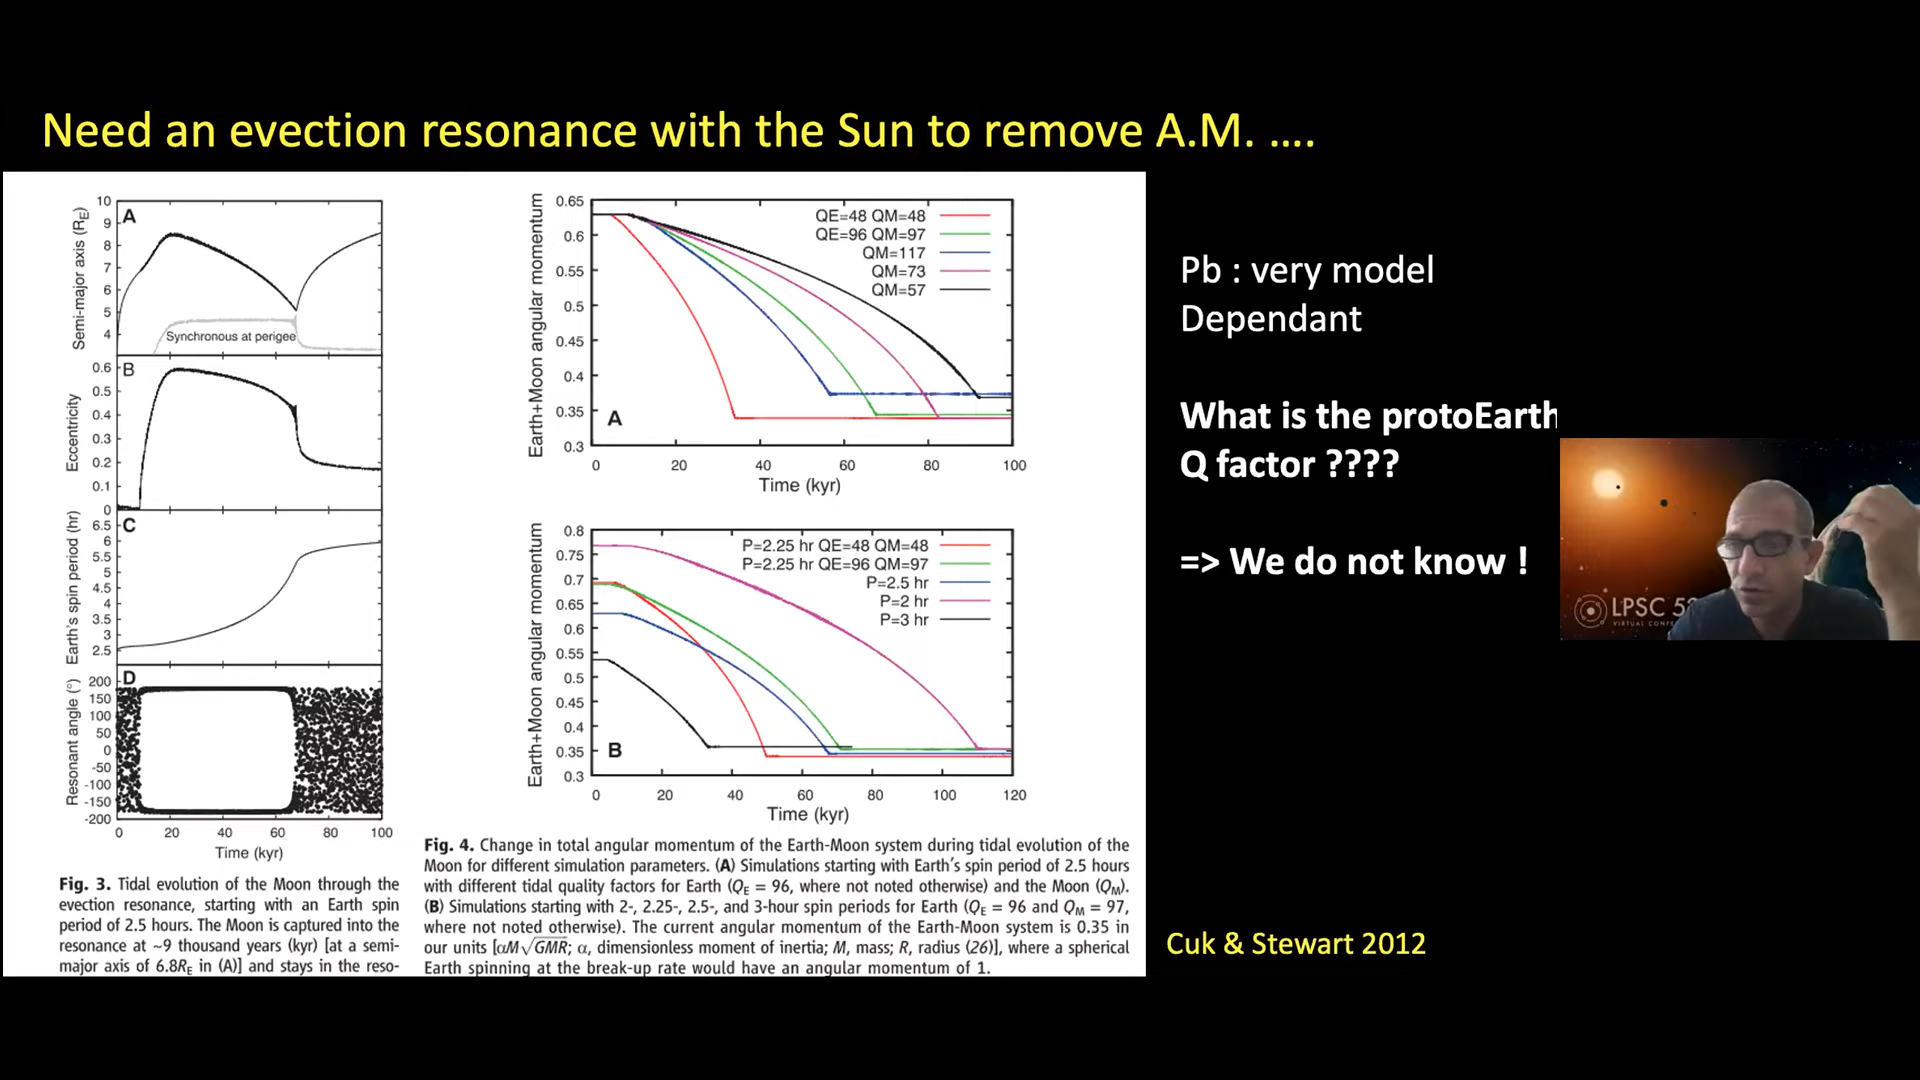 Need an evection resonance with the Sun to remove A.M. ....
A
Semi-major axis (RE)
10
9
8
7
6
5
4
Synchronous at perigee
B
Eccentricity
0.6
0.5
0.4
0.3
0.2
0.1
0
C
Earth's spin period (hr)
6.5
6
5.5
5
4.5
4
3.5
3
2.5
D
Resonant angle (°)
200
150
100
50
0
-50
-100
-150
-200
0 20 40 60 80 100
Time (kyr)
Fig. 3. Tidal evolution of the Moon through the
evection resonance, starting with an Earth spin
period of 2.5 hours. The Moon is captured into the
resonance at ~9 thousand years (kyr) [at a semi-
major axis of 6.8RE in (A)] and stays in the reso-
Earth+Moon angular momentum
0.65
0.6
0.55
0.5
0.45
0.4
0.35
0.3
QE=48 QM=48
QE=96 QM=97
QM=117
QM=73
QM=57
A
0 20 40 60 80 100
Time (kyr)
Earth+Moon angular momentum
0.8
0.75
0.7
0.65
0.6
0.55
0.5
0.45
0.4
0.35
0.3
P=2.25 hr QE=48 QM=48
P=2.25 hr QE=96 QM=97
P=2.5 hr
P=2 hr
P=3 hr
B
0 20 40 60 80 100 120
Time (kyr)
Fig. 4. Change in total angular momentum of the Earth-Moon system during tidal evolution of the
Moon for different simulation parameters. (A) Simulations starting with Earth's spin period of 2.5 hours
with different tidal quality factors for Earth (QE = 96, where not noted otherwise) and the Moon (QM).
(B) Simulations starting with 2-, 2.25-, 2.5-, and 3-hour spin periods for Earth (QE = 96 and QM = 97,
where not noted otherwise). The current angular momentum of the Earth-Moon system is 0.35 in
our units [αM√GMR; α, dimensionless moment of inertia; M, mass; R, radius (26)], where a spherical
Earth spinning at the break-up rate would have an angular momentum of 1.
Pb : very model
Dependant
What is the protoEarth
Q factor ????
=> We do not know !
LPSC 5
VIRTUAL
Cuk & Stewart 2012